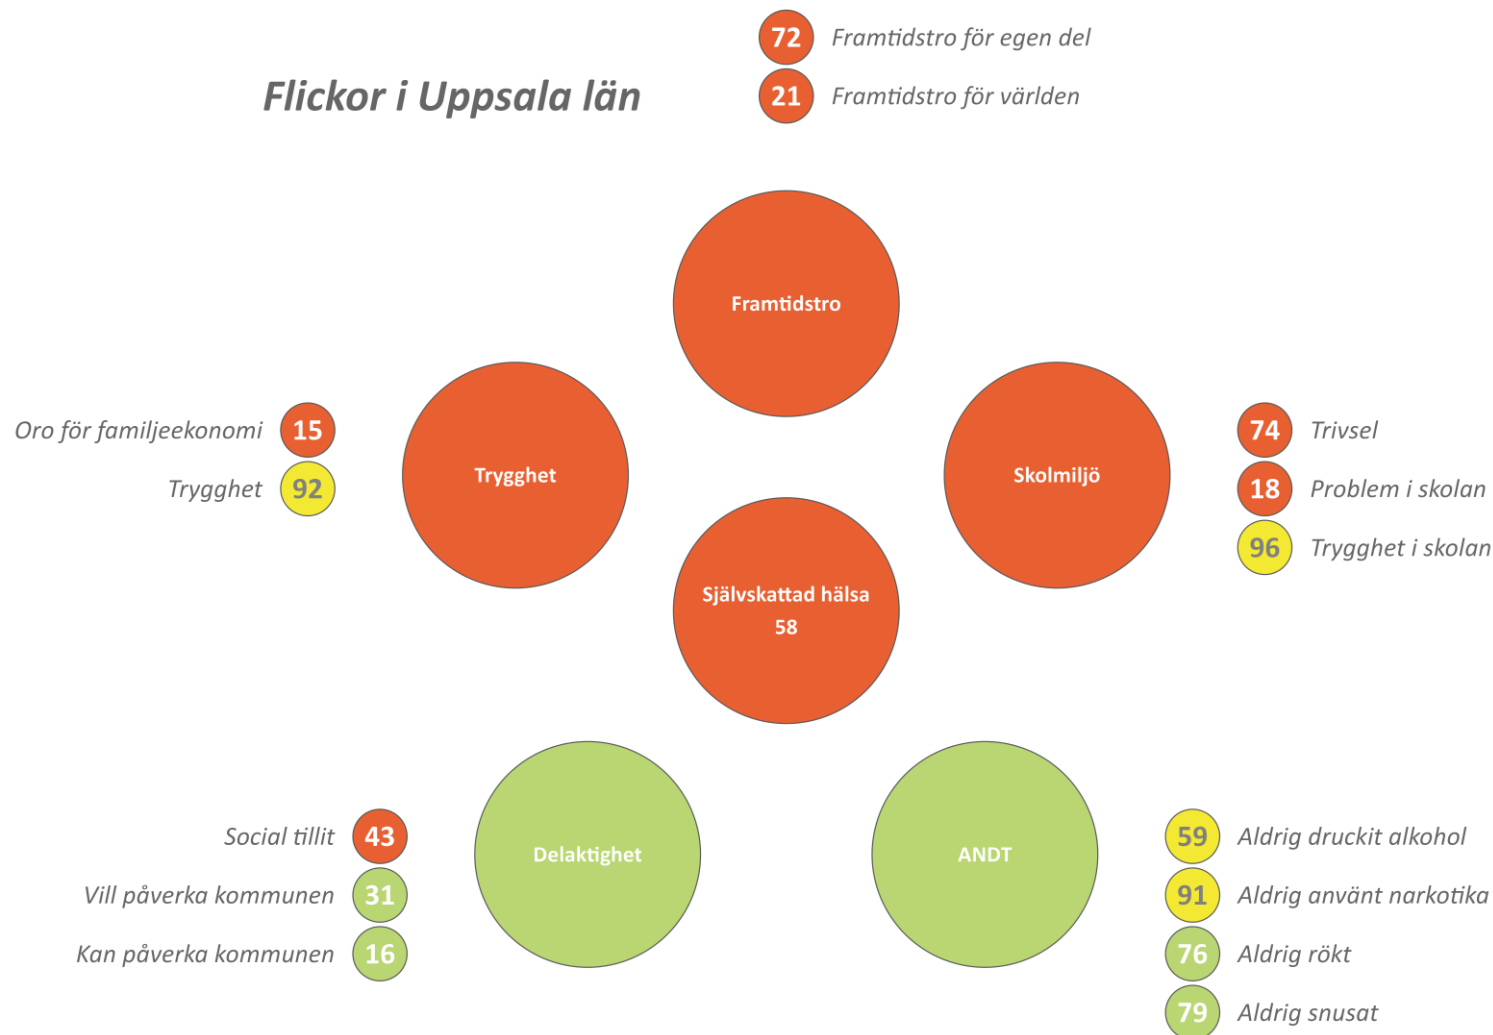 72 Framtidstro för egen del
Flickor i Uppsala län
21 Framtidstro för världen
Framtidstro
Oro för familjeekonomi 15
Trygghet 92
Trygghet
Skolmiljö
74 Trivsel
18 Problem i skolan
96 Trygghet i skolan
Självskattad hälsa
58
Social tillit 43
Vill påverka kommunen 31
Kan påverka kommunen 16
Delaktighet
ANDT
59 Aldrig druckit alkohol
91 Aldrig använt narkotika
76 Aldrig rökt
79 Aldrig snusat